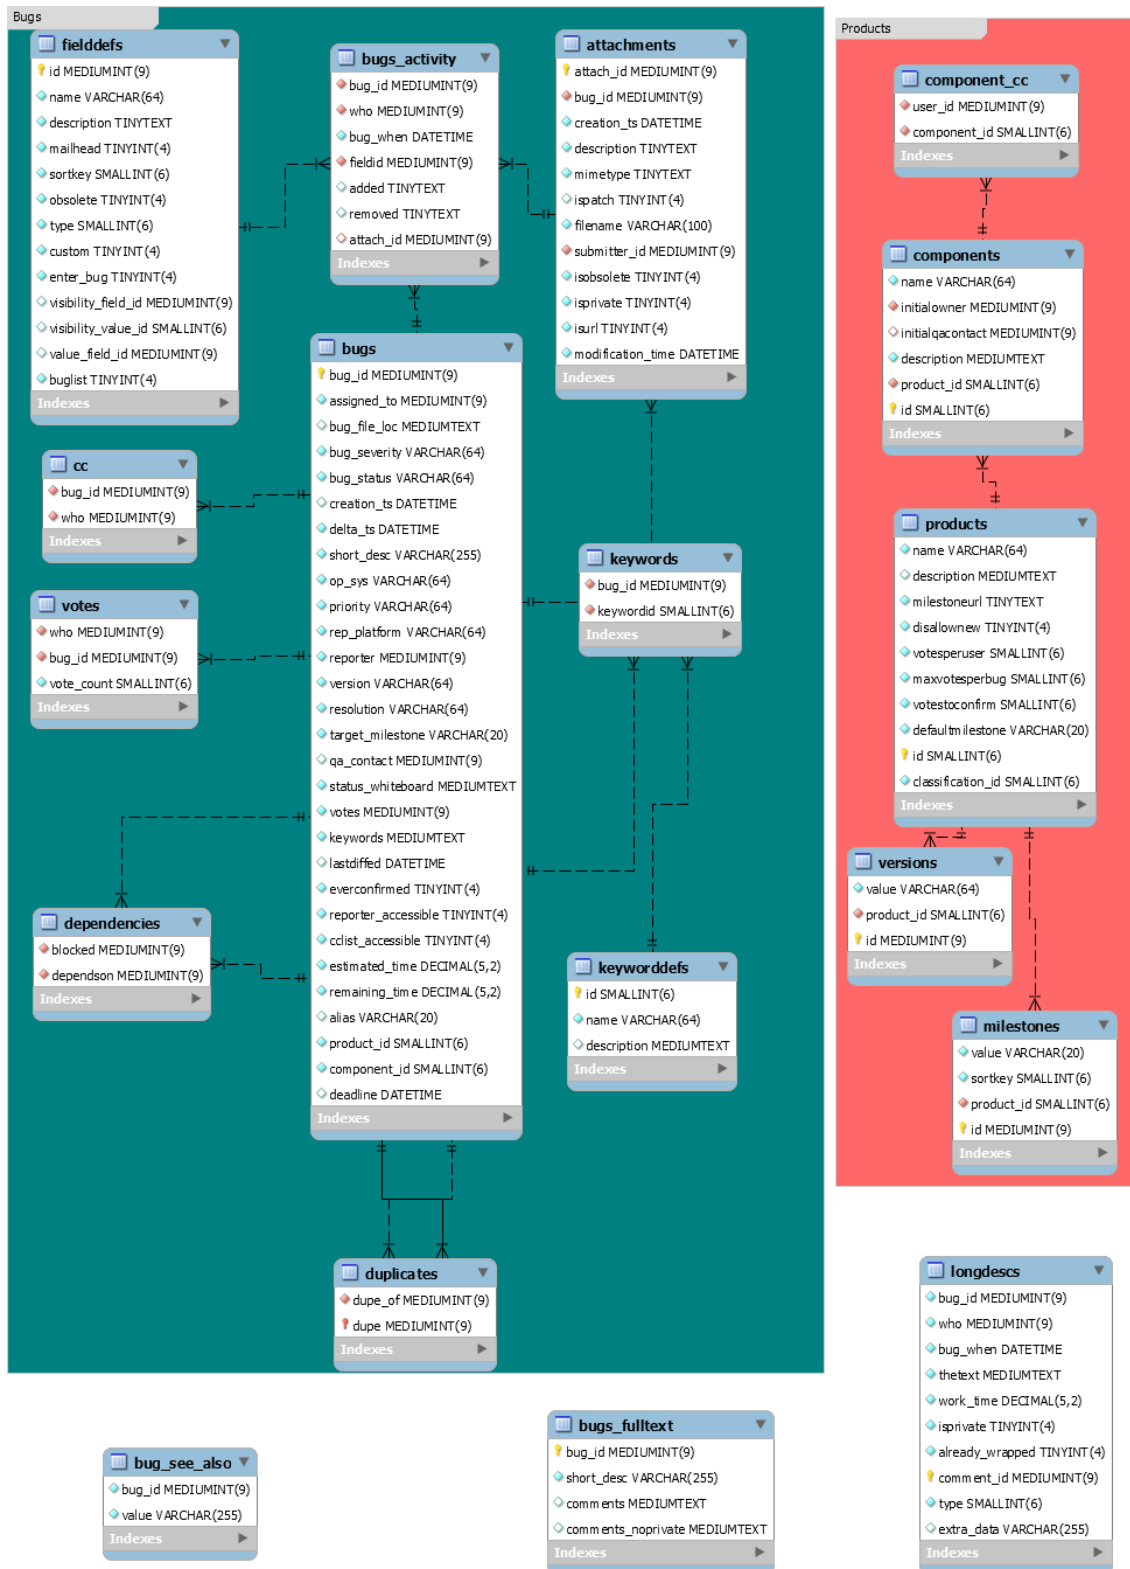 Bugs
fielddefs
id MEDIUMINT(9)
name VARCHAR(64)
description TINYTEXT
mailhead TINYINT(4)
sortkey SMALLINT(6)
obsolete TINYINT(4)
type SMALLINT(6)
custom TINYINT(4)
enter_bug TINYINT(4)
visibility_field_id MEDIUMINT(9)
visibility_value_id SMALLINT(6)
value_field_id MEDIUMINT(9)
buglist TINYINT(4)
Indexes
bugs_activity
bug_id MEDIUMINT(9)
who MEDIUMINT(9)
bug_when DATETIME
fieldid MEDIUMINT(9)
added TINYTEXT
removed TINYTEXT
attach_id MEDIUMINT(9)
Indexes
attachments
attach_id MEDIUMINT(9)
bug_id MEDIUMINT(9)
creation_ts DATETIME
description TINYTEXT
mimetype TINYTEXT
ispatch TINYINT(4)
filename VARCHAR(100)
submitter_id MEDIUMINT(9)
isobsolete TINYINT(4)
isprivate TINYINT(4)
isurl TINYINT(4)
modification_time DATETIME
Indexes
bugs
bug_id MEDIUMINT(9)
assigned_to MEDIUMINT(9)
bug_file_loc MEDIUMTEXT
bug_severity VARCHAR(64)
bug_status VARCHAR(64)
creation_ts DATETIME
delta_ts DATETIME
short_desc VARCHAR(255)
op_sys VARCHAR(64)
priority VARCHAR(64)
rep_platform VARCHAR(64)
reporter MEDIUMINT(9)
version VARCHAR(64)
resolution VARCHAR(64)
target_milestone VARCHAR(20)
qa_contact MEDIUMINT(9)
status_whiteboard MEDIUMTEXT
votes MEDIUMINT(9)
keywords MEDIUMTEXT
lastdiffed DATETIME
everconfirmed TINYINT(4)
reporter_accessible TINYINT(4)
cclist_accessible TINYINT(4)
estimated_time DECIMAL(5,2)
remaining_time DECIMAL(5,2)
alias VARCHAR(20)
product_id SMALLINT(6)
component_id SMALLINT(6)
deadline DATETIME
Indexes
cc
bug_id MEDIUMINT(9)
who MEDIUMINT(9)
Indexes
votes
who MEDIUMINT(9)
bug_id MEDIUMINT(9)
vote_count SMALLINT(6)
Indexes
keywords
bug_id MEDIUMINT(9)
keywordid SMALLINT(6)
Indexes
dependencies
blocked MEDIUMINT(9)
dependson MEDIUMINT(9)
Indexes
keyworddefs
id SMALLINT(6)
name VARCHAR(64)
description MEDIUMTEXT
Indexes
duplicates
dupe_of MEDIUMINT(9)
dupe MEDIUMINT(9)
Indexes
Products
component_cc
user_id MEDIUMINT(9)
component_id SMALLINT(6)
Indexes
components
name VARCHAR(64)
initialowner MEDIUMINT(9)
initialqacontact MEDIUMINT(9)
description MEDIUMTEXT
product_id SMALLINT(6)
id SMALLINT(6)
Indexes
products
name VARCHAR(64)
description MEDIUMTEXT
milestoneurl TINYTEXT
disallownew TINYINT(4)
votesperuser SMALLINT(6)
maxvotesperbug SMALLINT(6)
votestoconfirm SMALLINT(6)
defaultmilestone VARCHAR(20)
id SMALLINT(6)
classification_id SMALLINT(6)
Indexes
versions
value VARCHAR(64)
product_id SMALLINT(6)
id MEDIUMINT(9)
Indexes
milestones
value VARCHAR(20)
sortkey SMALLINT(6)
product_id SMALLINT(6)
id MEDIUMINT(9)
Indexes
bug_see_also
bug_id MEDIUMINT(9)
value VARCHAR(255)
Indexes
bugs_fulltext
bug_id MEDIUMINT(9)
short_desc VARCHAR(255)
comments MEDIUMTEXT
comments_noprivate MEDIUMTEXT
Indexes
longdescs
bug_id MEDIUMINT(9)
who MEDIUMINT(9)
bug_when DATETIME
thetext MEDIUMTEXT
work_time DECIMAL(5,2)
isprivate TINYINT(4)
already_wrapped TINYINT(4)
comment_id MEDIUMINT(9)
type SMALLINT(6)
extra_data VARCHAR(255)
Indexes